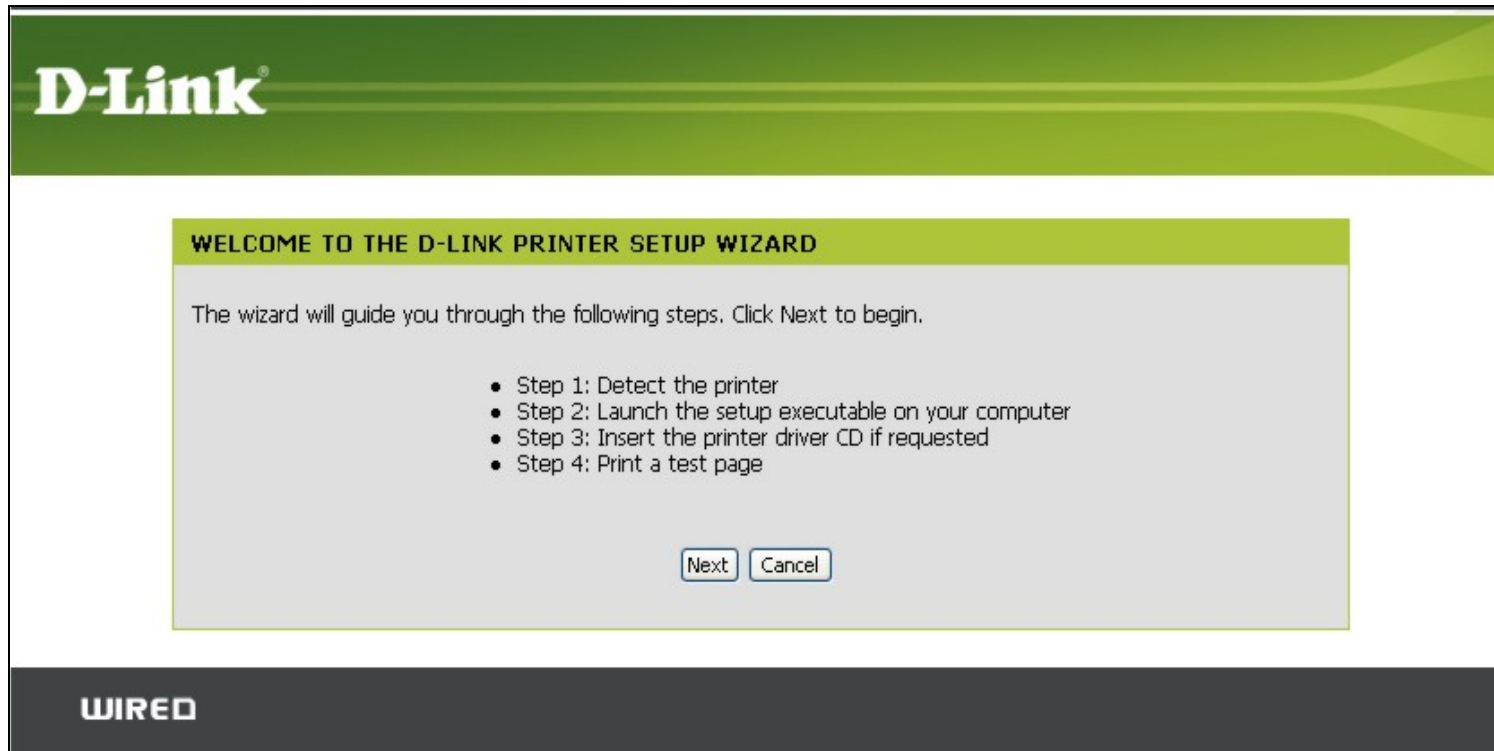 D-Link®
WELCOME TO THE D-LINK PRINTER SETUP WIZARD
The wizard will guide you through the following steps. Click Next to begin.
• Step 1: Detect the printer
• Step 2: Launch the setup executable on your computer
• Step 3: Insert the printer driver CD if requested
• Step 4: Print a test page
Next Cancel
WIRED